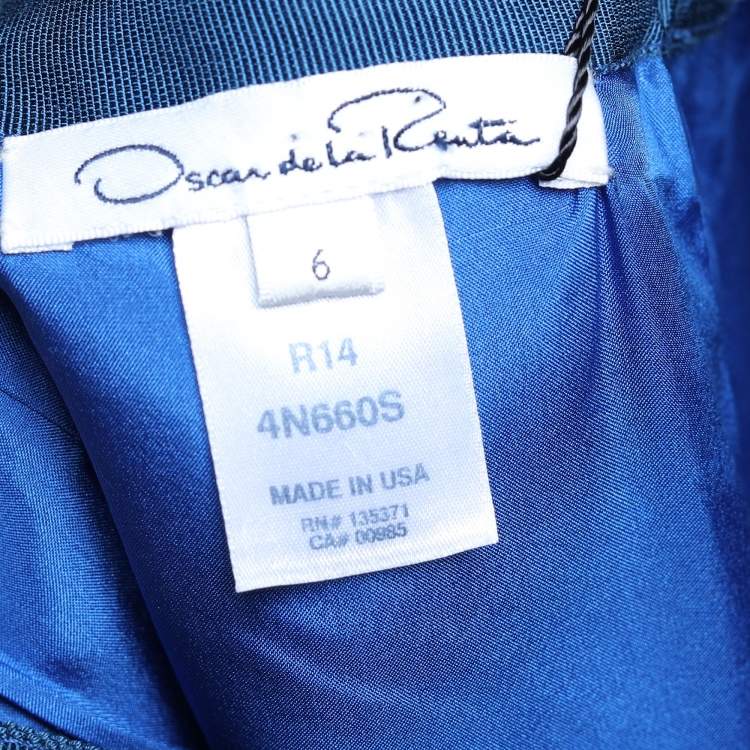 Oscar de la Renta
6
R14
4N660S
MADE IN USA
RN# 135371
CA# 00985